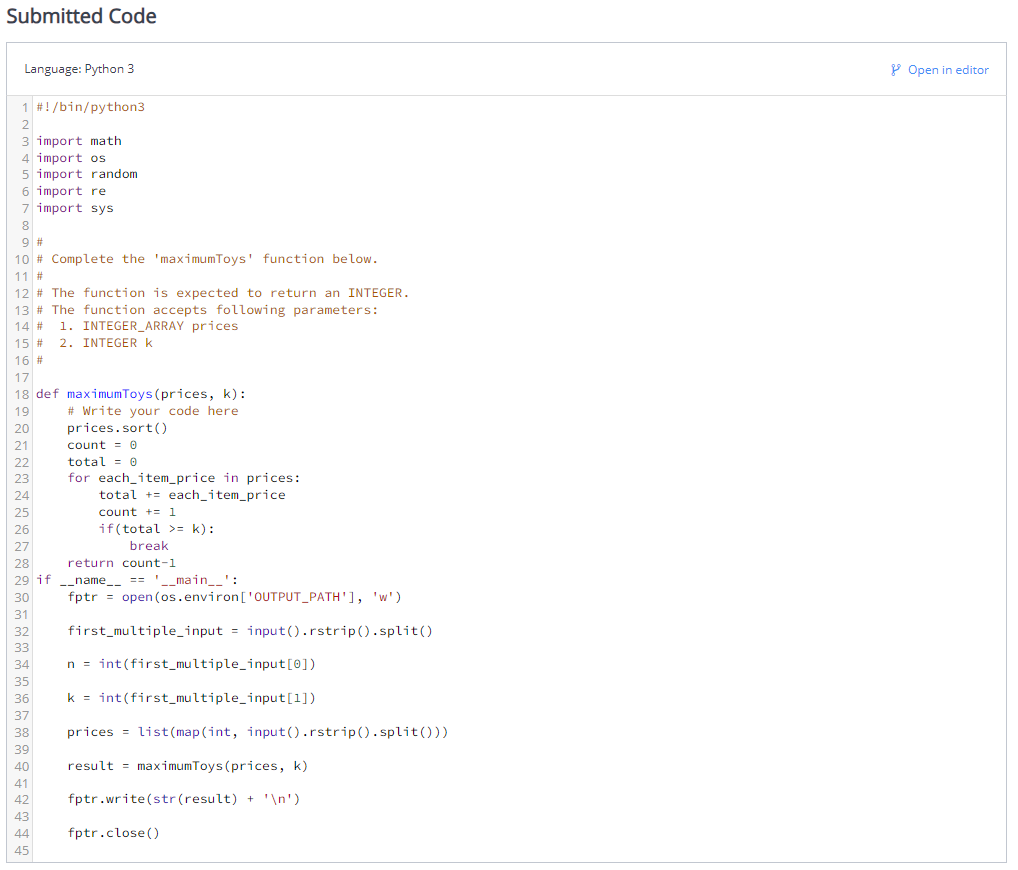 Submitted Code
Language: Python 3
Open in editor
1 #!/bin/python3
2
3 import math
4 import os
5 import random
6 import re
7 import sys
8
9 #
10 # Complete the 'maximumToys' function below.
11 #
12 # The function is expected to return an INTEGER.
13 # The function accepts following parameters:
14 #  1. INTEGER_ARRAY prices
15 #  2. INTEGER k
16 #
17
18 def maximumToys(prices, k):
19     # Write your code here
20     prices.sort()
21     count = 0
22     total = 0
23     for each_item_price in prices:
24         total += each_item_price
25         count += 1
26         if(total >= k):
27             break
28     return count-1
29 if __name__ == '__main__':
30     fptr = open(os.environ['OUTPUT_PATH'], 'w')
31
32     first_multiple_input = input().rstrip().split()
33
34     n = int(first_multiple_input[0])
35
36     k = int(first_multiple_input[1])
37
38     prices = list(map(int, input().rstrip().split()))
39
40     result = maximumToys(prices, k)
41
42     fptr.write(str(result) + '\n')
43
44     fptr.close()
45